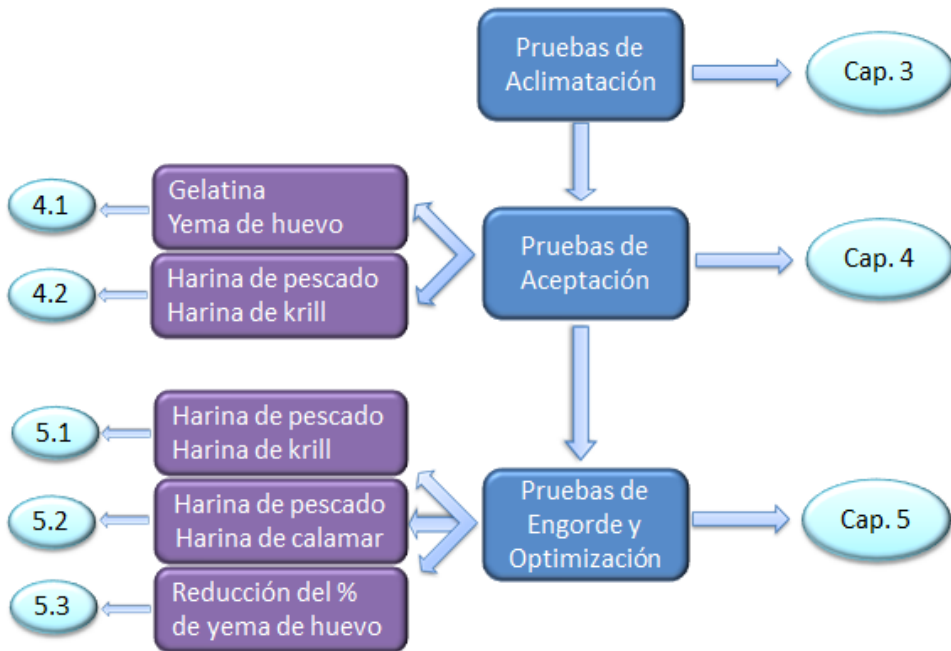 Pruebas de
Aclimatación
Cap. 3
4.1
Gelatina
Yema de huevo
4.2
Harina de pescado
Harina de krill
Pruebas de
Aceptación
Cap. 4
5.1
Harina de pescado
Harina de krill
5.2
Harina de pescado
Harina de calamar
5.3
Reducción del %
de yema de huevo
Pruebas de
Engorde y
Optimización
Cap. 5